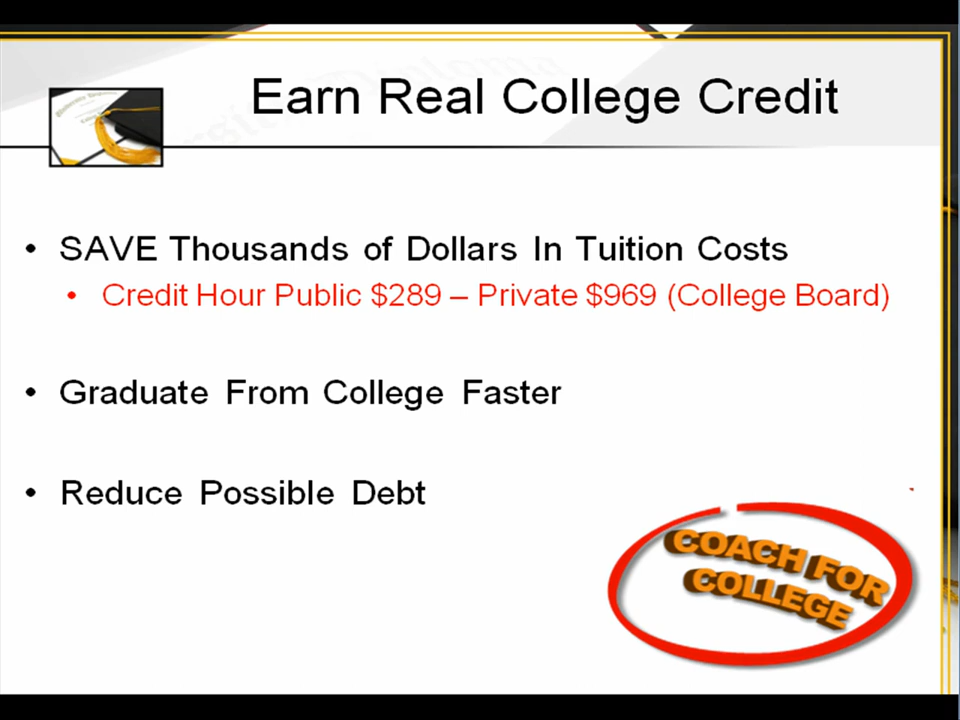 Earn Real College Credit
• SAVE Thousands of Dollars In Tuition Costs
• Credit Hour Public $289 – Private $969 (College Board)
• Graduate From College Faster
• Reduce Possible Debt
COACH FOR
COLLEGE